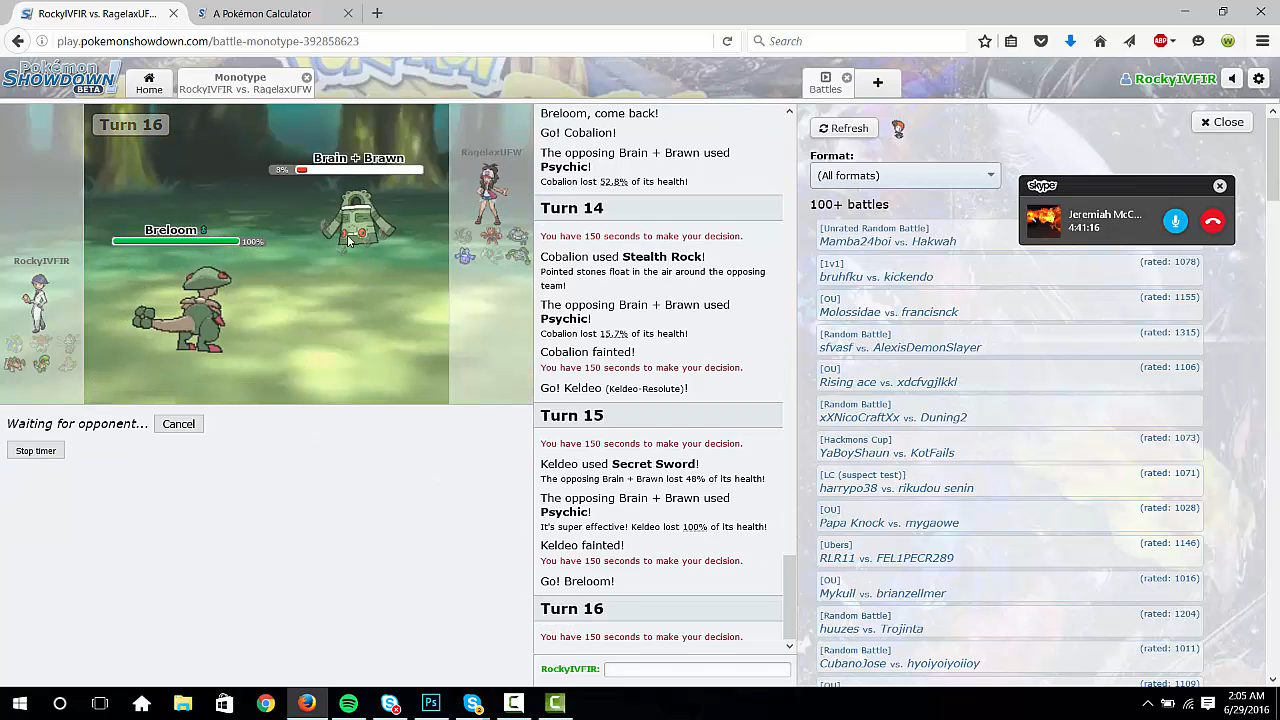 RockyIVFIR vs. RagelaxUF...
A Pokémon Calculator
play.pokemonshowdown.com/battle-monotype-392858623
Search
ABP
W
Pokémon
Showdown
BETA
Home
Monotype
RockyIVFIR vs. RagelaxUFW
Battles
RockyIVFIR
Turn 16
Brain + Brawn
8%
RagelaxUFW
Breloom
100%
RockyIVFIR
Waiting for opponent...
Cancel
Stop timer
Breloom, come back!
Go! Cobalion!
The opposing Brain + Brawn used
Psychic!
Cobalion lost 52.8% of its health!
Turn 14
You have 150 seconds to make your decision.
Cobalion used Stealth Rock!
Pointed stones float in the air around the opposing
team!
The opposing Brain + Brawn used
Psychic!
Cobalion lost 15.7% of its health!
Cobalion fainted!
You have 150 seconds to make your decision.
Go! Keldeo (Keldeo-Resolute)!
Turn 15
You have 150 seconds to make your decision.
Keldeo used Secret Sword!
The opposing Brain + Brawn lost 48% of its health!
The opposing Brain + Brawn used
Psychic!
It's super effective! Keldeo lost 100% of its health!
Keldeo fainted!
You have 150 seconds to make your decision.
Go! Breloom!
Turn 16
You have 150 seconds to make your decision.
RockyIVFIR:
Refresh
Close
Format:
(All formats)
100+ battles
skype
Jeremiah McC...
4:41:16
[Unrated Random Battle]
Mamba24boi vs. Hakwah
[1v1]
(rated: 1078)
bruhfku vs. kickendo
[OU]
(rated: 1155)
Molossidae vs. francisnck
[Random Battle]
(rated: 1315)
sfvasf vs. AlexisDemonSlayer
[OU]
(rated: 1106)
Rising ace vs. xdcfvgjlkkl
[Random Battle]
xXNicoCraftXx vs. Duning2
[Hackmons Cup]
(rated: 1073)
YaBoyShaun vs. KotFails
[LC (suspect test)]
(rated: 1071)
harrypo38 vs. rikudou senin
[OU]
(rated: 1028)
Papa Knock vs. mygaowe
[Ubers]
(rated: 1146)
RLR11 vs. FEL1PECR289
[OU]
(rated: 1016)
Mykull vs. brianzellmer
[Random Battle]
(rated: 1204)
huuzes vs. Trojinta
[Random Battle]
(rated: 1011)
CubanoJose vs. hyoiyoiyoiioy
[OU]
(rated: 1109)
2:05 AM
6/29/2016